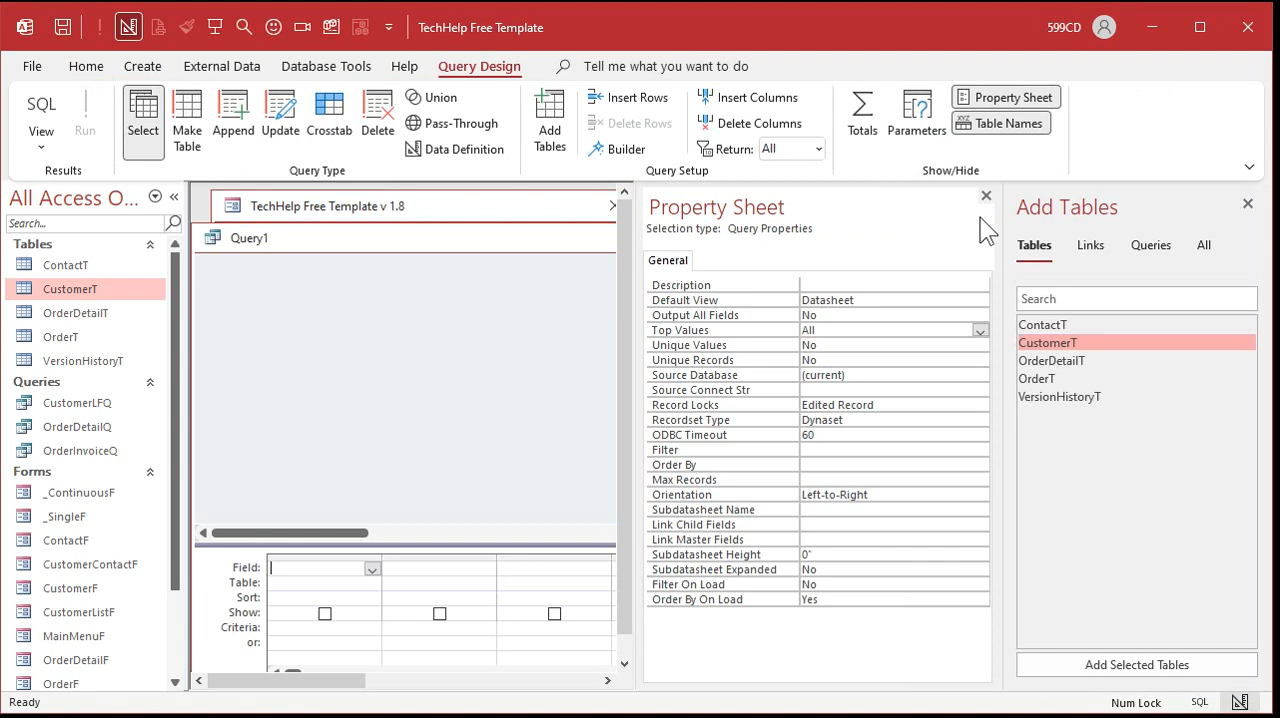 TechHelp Free Template
599CD
File Home Create External Data Database Tools Help Query Design Tell me what you want to do
SQL
View
Run
Results
Select
Make Table
Append
Update
Crosstab
Delete
Union
Pass-Through
Data Definition
Query Type
Add Tables
Insert Rows
Delete Rows
Builder
Insert Columns
Delete Columns
Return: All
Query Setup
Totals
Parameters
Property Sheet
Table Names
Show/Hide
All Access O...
Search...
Tables
ContactT
CustomerT
OrderDetailT
OrderT
VersionHistoryT
Queries
CustomerLFQ
OrderDetailQ
OrderInvoiceQ
Forms
_ContinuousF
_SingleF
ContactF
CustomerContactF
CustomerF
CustomerListF
MainMenuF
OrderDetailF
OrderF
TechHelp Free Template v 1.8
Query1
Field:
Table:
Sort:
Show:
Criteria:
or:
Property Sheet
Selection type: Query Properties
General
Description
Default View Datasheet
Output All Fields No
Top Values All
Unique Values No
Unique Records No
Source Database (current)
Source Connect Str
Record Locks Edited Record
Recordset Type Dynaset
ODBC Timeout 60
Filter
Order By
Max Records
Orientation Left-to-Right
Subdatasheet Name
Link Child Fields
Link Master Fields
Subdatasheet Height 0"
Subdatasheet Expanded No
Filter On Load No
Order By On Load Yes
Add Tables
Tables Links Queries All
Search
ContactT
CustomerT
OrderDetailT
OrderT
VersionHistoryT
Add Selected Tables
Ready
Num Lock
SQL